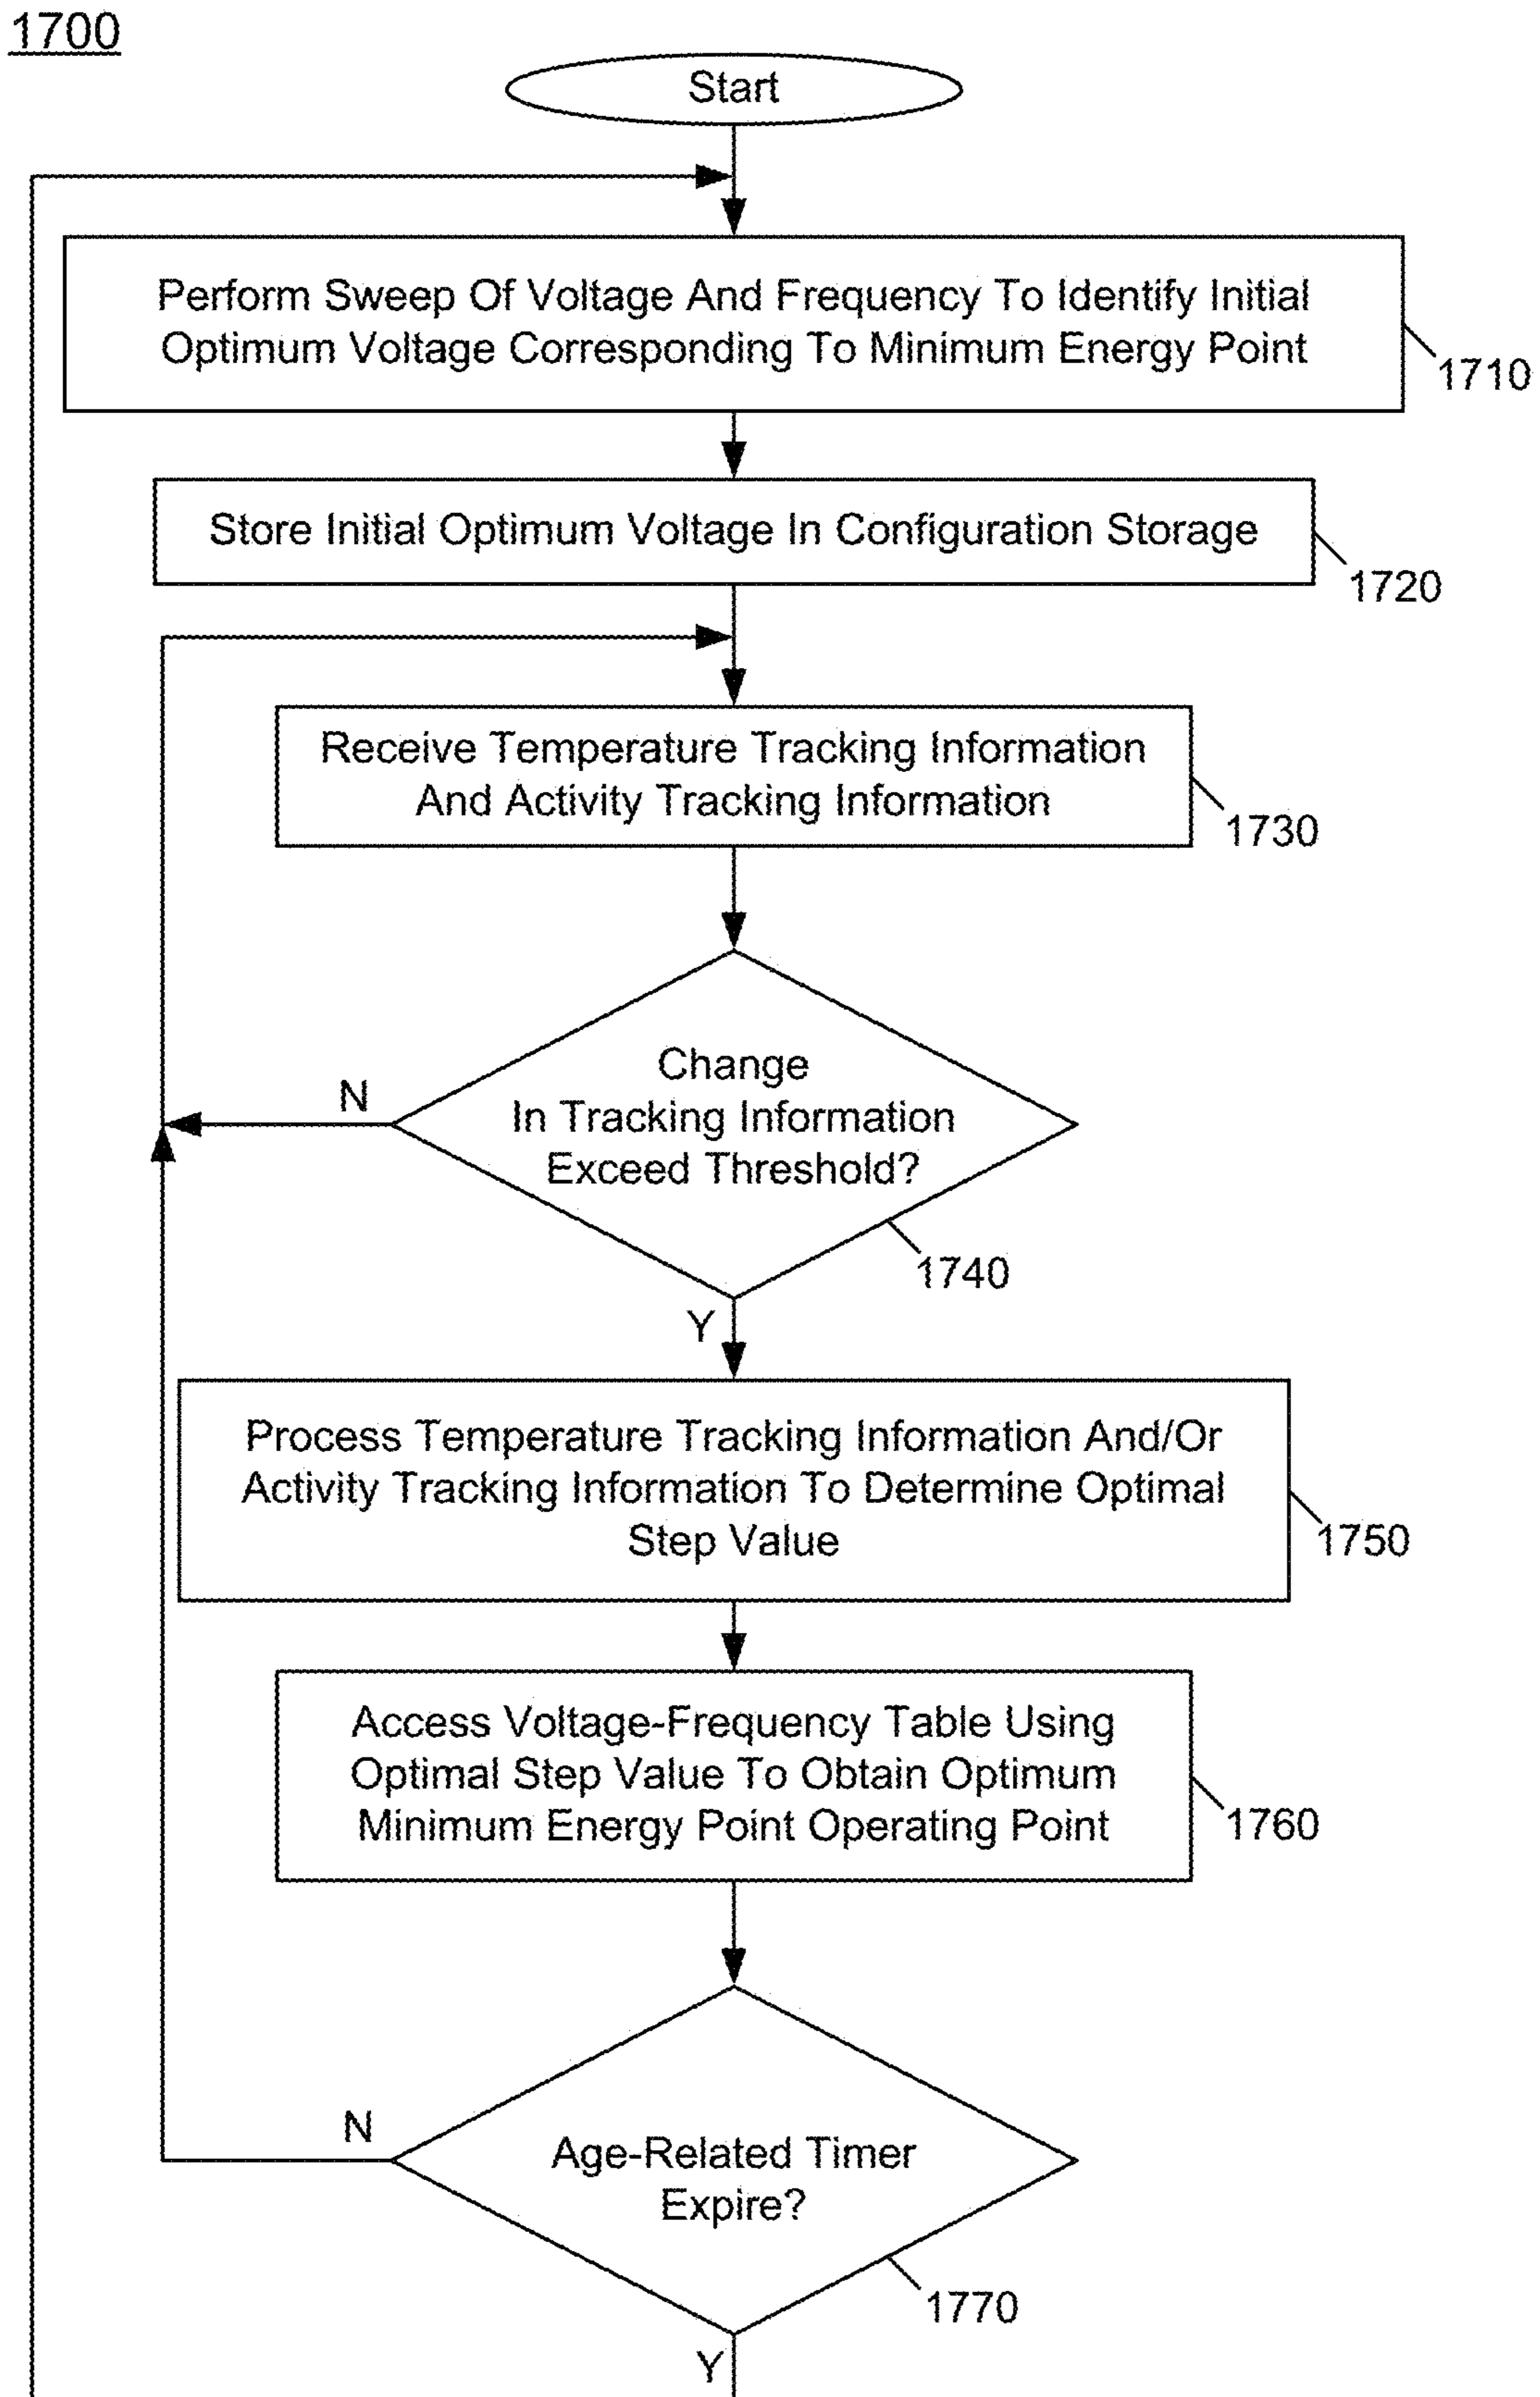 1700
Start
Perform Sweep Of Voltage And Frequency To Identify Initial
Optimum Voltage Corresponding To Minimum Energy Point
1710
Store Initial Optimum Voltage In Configuration Storage
1720
Receive Temperature Tracking Information
And Activity Tracking Information
1730
Change
In Tracking Information
Exceed Threshold?
N
1740
Y
Process Temperature Tracking Information And/Or
Activity Tracking Information To Determine Optimal
Step Value
1750
Access Voltage-Frequency Table Using
Optimal Step Value To Obtain Optimum
Minimum Energy Point Operating Point
1760
N
Age-Related Timer
Expire?
1770
Y